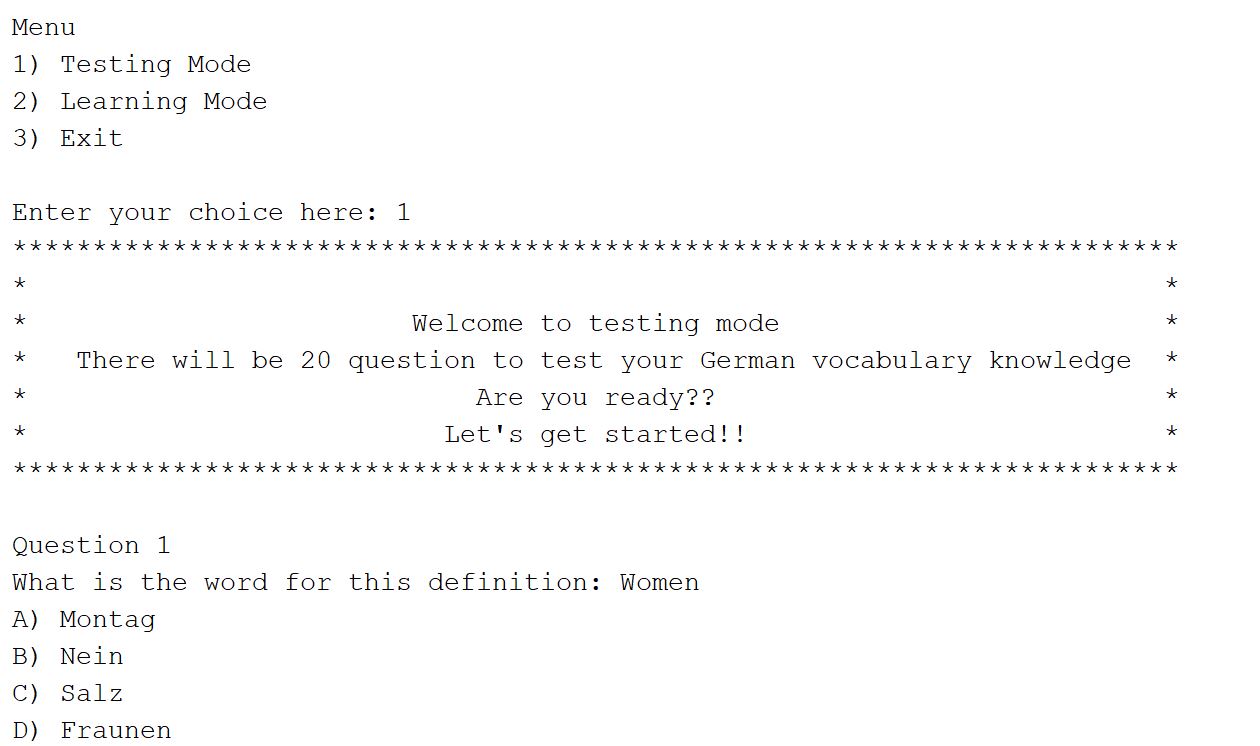 Menu
1) Testing Mode
2) Learning Mode
3) Exit
Enter your choice here: 1
*************************************************************************
* *
* Welcome to testing mode *
* There will be 20 question to test your German vocabulary knowledge *
* Are you ready?? *
* Let's get started!! *
*************************************************************************
Question 1
What is the word for this definition: Women
A) Montag
B) Nein
C) Salz
D) Fraunen